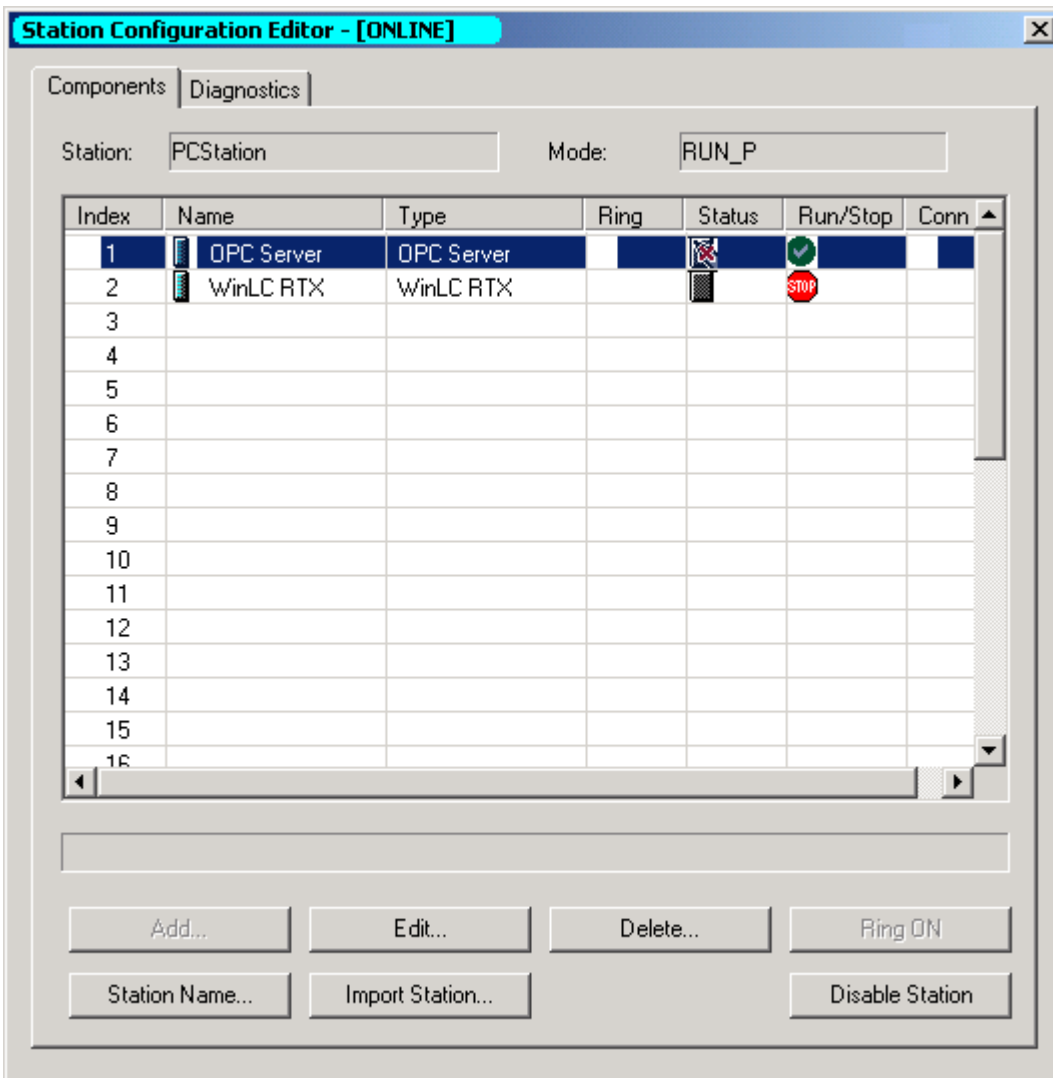 Station Configuration Editor - [ONLINE]
Components Diagnostics
Station: PCStation Mode: RUN_P
Index Name Type Ring Status Run/Stop Conn
1 OPC Server OPC Server
2 WinLC RTX WinLC RTX STOP
3
4
5
6
7
8
9
10
11
12
13
14
15
16
Add... Edit... Delete... Ring ON
Station Name... Import Station... Disable Station